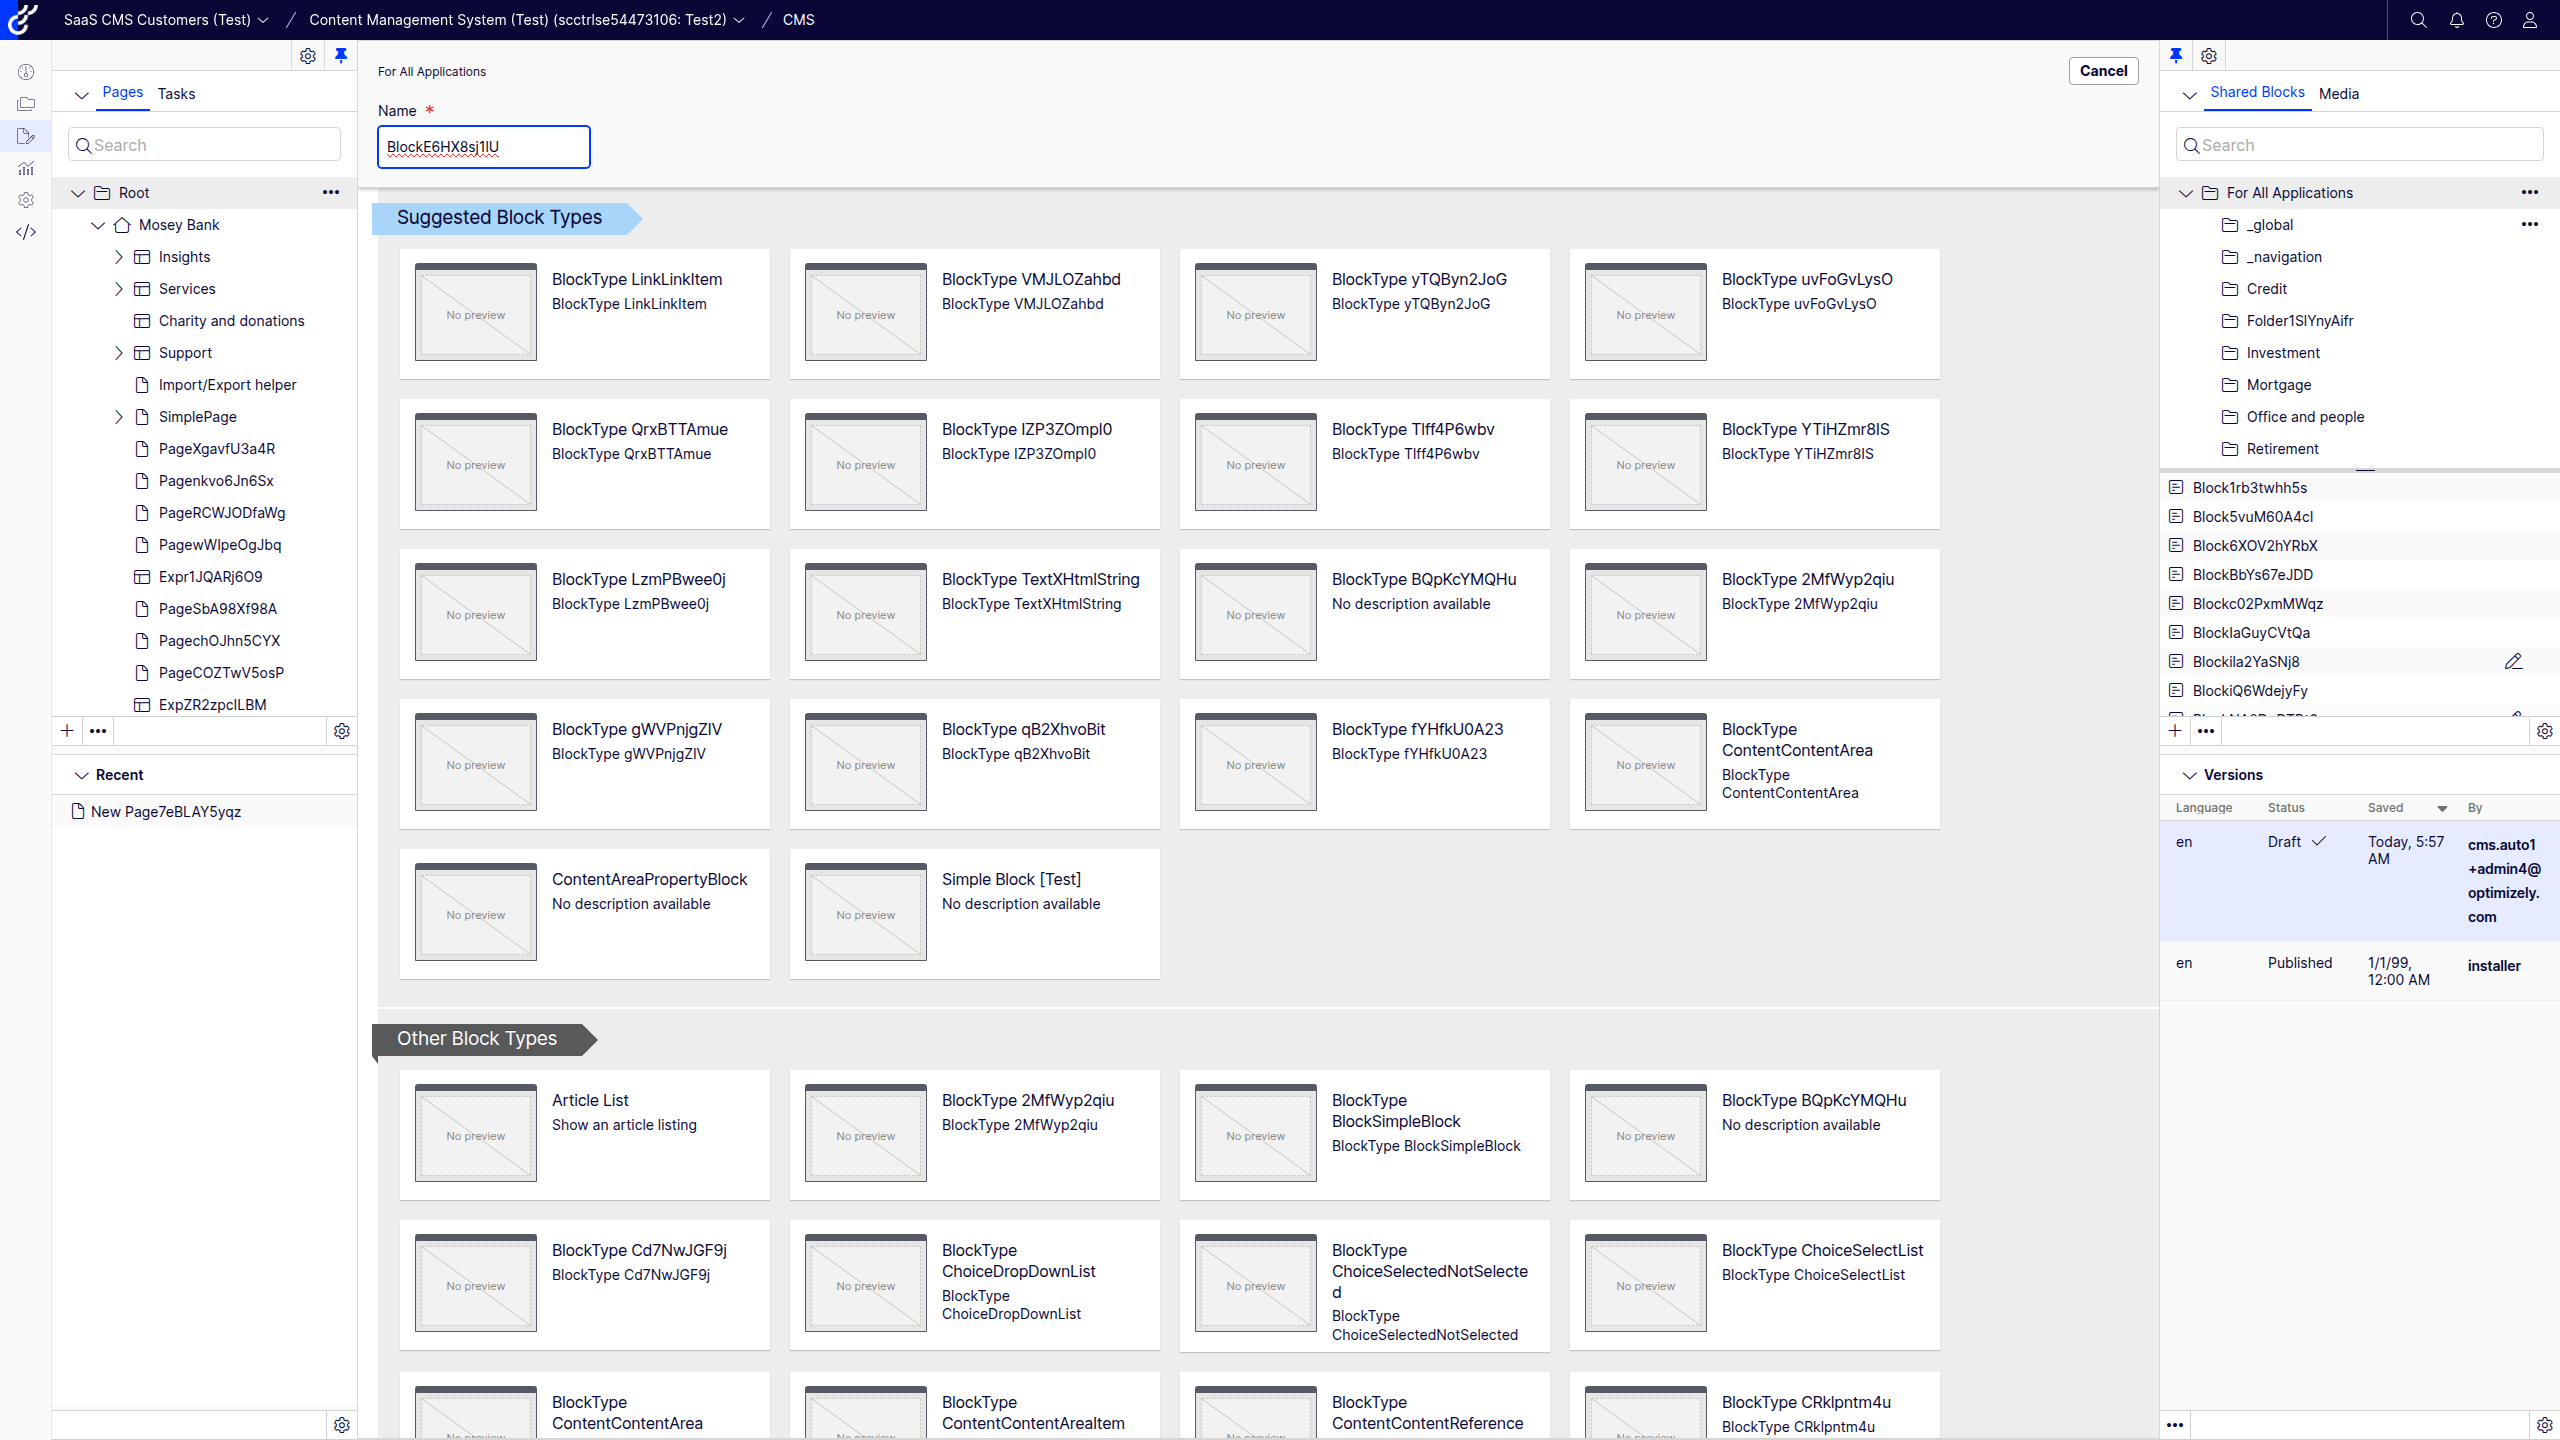 SaaS CMS Customers (Test) / Content Management System (Test) (scctrlse54473106: Test2) / CMS
Pages Tasks
Search
Root
Mosey Bank
Insights
Services
Charity and donations
Support
Import/Export helper
SimplePage
PageXgavfU3a4R
Pagenkvo6Jn6Sx
PageRCWJODfaWg
PagewWlpeOgJbq
Expr1JQARj6O9
PageSbA98Xf98A
PagechOJhn5CYX
PageCOZTwV5osP
ExpZR2zpcILBM
Recent
New Page7eBLAY5yqz
For All Applications
Cancel
Name *
BlockE6HX8sj1IU
Suggested Block Types
No preview
BlockType LinkLinkItem
BlockType LinkLinkItem
No preview
BlockType VMJLOZahbd
BlockType VMJLOZahbd
No preview
BlockType yTQByn2JoG
BlockType yTQByn2JoG
No preview
BlockType uvFoGvLysO
BlockType uvFoGvLysO
No preview
BlockType QrxBTTAmue
BlockType QrxBTTAmue
No preview
BlockType IZP3ZOmpl0
BlockType IZP3ZOmpl0
No preview
BlockType Tlff4P6wbv
BlockType Tlff4P6wbv
No preview
BlockType YTiHZmr8IS
BlockType YTiHZmr8IS
No preview
BlockType LzmPBwee0j
BlockType LzmPBwee0j
No preview
BlockType TextXHtmlString
BlockType TextXHtmlString
No preview
BlockType BQpKcYMQHu
No description available
No preview
BlockType 2MfWyp2qiu
BlockType 2MfWyp2qiu
No preview
BlockType gWVPnjgZIV
BlockType gWVPnjgZIV
No preview
BlockType qB2XhvoBit
BlockType qB2XhvoBit
No preview
BlockType fYHfkU0A23
BlockType fYHfkU0A23
No preview
BlockType
ContentContentArea
BlockType
ContentContentArea
No preview
ContentAreaPropertyBlock
No description available
No preview
Simple Block [Test]
No description available
Other Block Types
No preview
Article List
Show an article listing
No preview
BlockType 2MfWyp2qiu
BlockType 2MfWyp2qiu
No preview
BlockType
BlockSimpleBlock
BlockType BlockSimpleBlock
No preview
BlockType BQpKcYMQHu
No description available
No preview
BlockType Cd7NwJGF9j
BlockType Cd7NwJGF9j
No preview
BlockType
ChoiceDropDownList
BlockType
ChoiceDropDownList
No preview
BlockType
ChoiceSelectedNotSelecte
d
BlockType
ChoiceSelectedNotSelected
No preview
BlockType ChoiceSelectList
BlockType ChoiceSelectList
No preview
BlockType
ContentContentArea
No preview
BlockType
ContentContentAreaItem
No preview
BlockType
ContentContentReference
No preview
BlockType CRklpntm4u
BlockType CRklpntm4u
Shared Blocks Media
Search
For All Applications
_global
_navigation
Credit
Folder1SlYnyAifr
Investment
Mortgage
Office and people
Retirement
Block1rb3twhh5s
Block5vuM60A4cI
Block6XOV2hYRbX
BlockBbYs67eJDD
Blockc02PxmMWqz
BlockIaGuyCVtQa
Blockila2YaSNj8
BlockiQ6WdejyFy
Versions
Language Status Saved By
en Draft Today, 5:57
AM
cms.auto1
+admin4@
optimizely.
com
en Published 1/1/99,
12:00 AM
installer